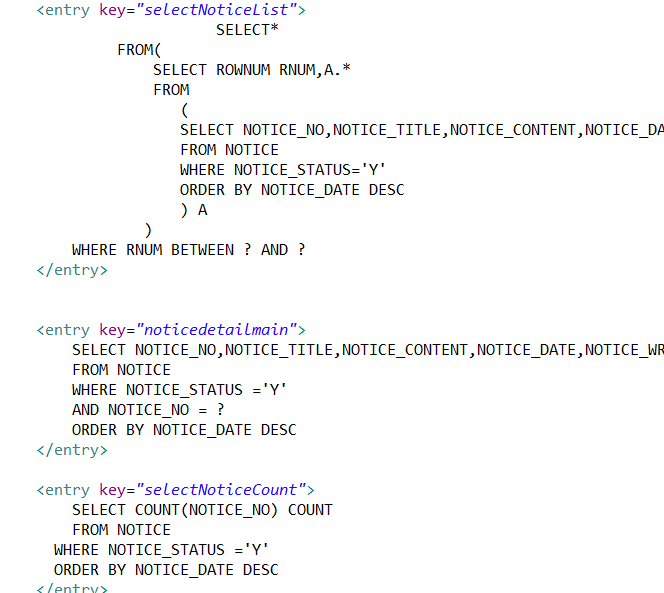 <entry key="selectNoticeList">
SELECT*
FROM(
SELECT ROWNUM RNUM,A.*
FROM
(
SELECT NOTICE_NO,NOTICE_TITLE,NOTICE_CONTENT,NOTICE_DA
FROM NOTICE
WHERE NOTICE_STATUS='Y'
ORDER BY NOTICE_DATE DESC
) A
)
WHERE RNUM BETWEEN ? AND ?
</entry>
<entry key="noticedetailmain">
SELECT NOTICE_NO,NOTICE_TITLE,NOTICE_CONTENT,NOTICE_DATE,NOTICE_WR
FROM NOTICE
WHERE NOTICE_STATUS ='Y'
AND NOTICE_NO = ?
ORDER BY NOTICE_DATE DESC
</entry>
<entry key="selectNoticeCount">
SELECT COUNT(NOTICE_NO) COUNT
FROM NOTICE
WHERE NOTICE_STATUS ='Y'
ORDER BY NOTICE_DATE DESC
</entry>